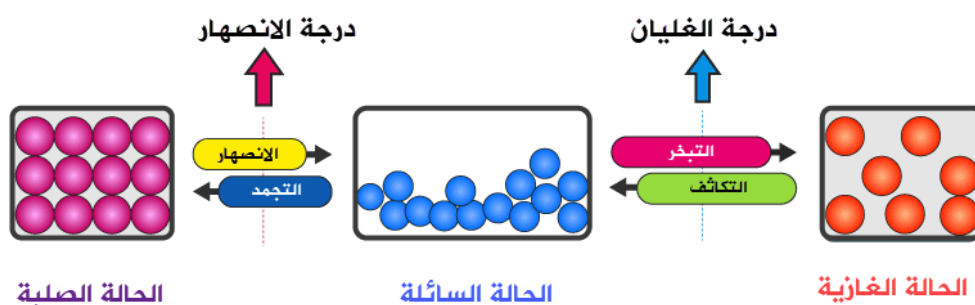 درجة الانصهار
درجة الغليان
الانصهار
التجمد
التبخر
التكاثف
الحالة الصلبة
الحالة السائلة
الحالة الغازية